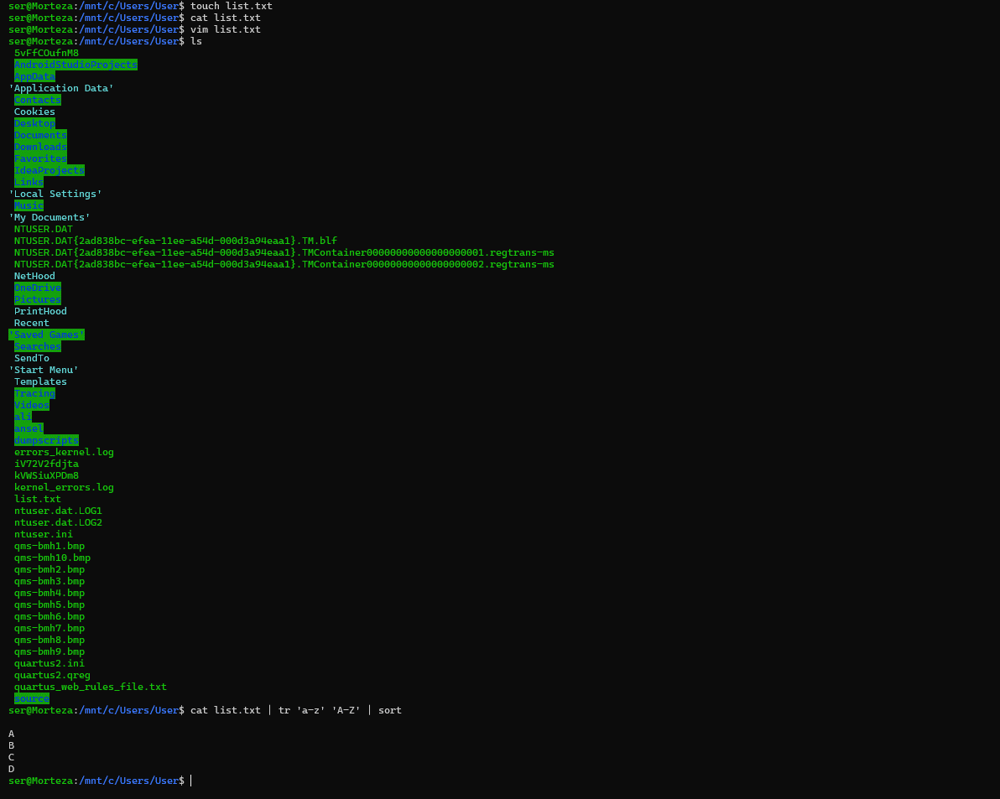 ser@Morteza:/mnt/c/Users/User$ touch list.txt
ser@Morteza:/mnt/c/Users/User$ cat list.txt
ser@Morteza:/mnt/c/Users/User$ vim list.txt
ser@Morteza:/mnt/c/Users/User$ ls
5vFfCOufnM8
AndroidStudioProjects
AppData
'Application Data'
Contacts
Cookies
Desktop
Documents
Downloads
Favorites
IdeaProjects
Links
'Local Settings'
Music
'My Documents'
NTUSER.DAT
NTUSER.DAT{2ad838bc-efea-11ee-a54d-000d3a94eaa1}.TM.blf
NTUSER.DAT{2ad838bc-efea-11ee-a54d-000d3a94eaa1}.TMContainer00000000000000000001.regtrans-ms
NTUSER.DAT{2ad838bc-efea-11ee-a54d-000d3a94eaa1}.TMContainer00000000000000000002.regtrans-ms
NetHood
OneDrive
Pictures
PrintHood
Recent
'Saved Games'
Searches
SendTo
'Start Menu'
Templates
Tracing
Videos
ali
ansel
dumpscripts
errors_kernel.log
iV72V2fdjta
kVWSiuXPDm8
kernel_errors.log
list.txt
ntuser.dat.LOG1
ntuser.dat.LOG2
ntuser.ini
qms-bmh1.bmp
qms-bmh10.bmp
qms-bmh2.bmp
qms-bmh3.bmp
qms-bmh4.bmp
qms-bmh5.bmp
qms-bmh6.bmp
qms-bmh7.bmp
qms-bmh8.bmp
qms-bmh9.bmp
quartus2.ini
quartus2.qreg
quartus_web_rules_file.txt
source
ser@Morteza:/mnt/c/Users/User$ cat list.txt | tr 'a-z' 'A-Z' | sort
A
B
C
D
ser@Morteza:/mnt/c/Users/User$